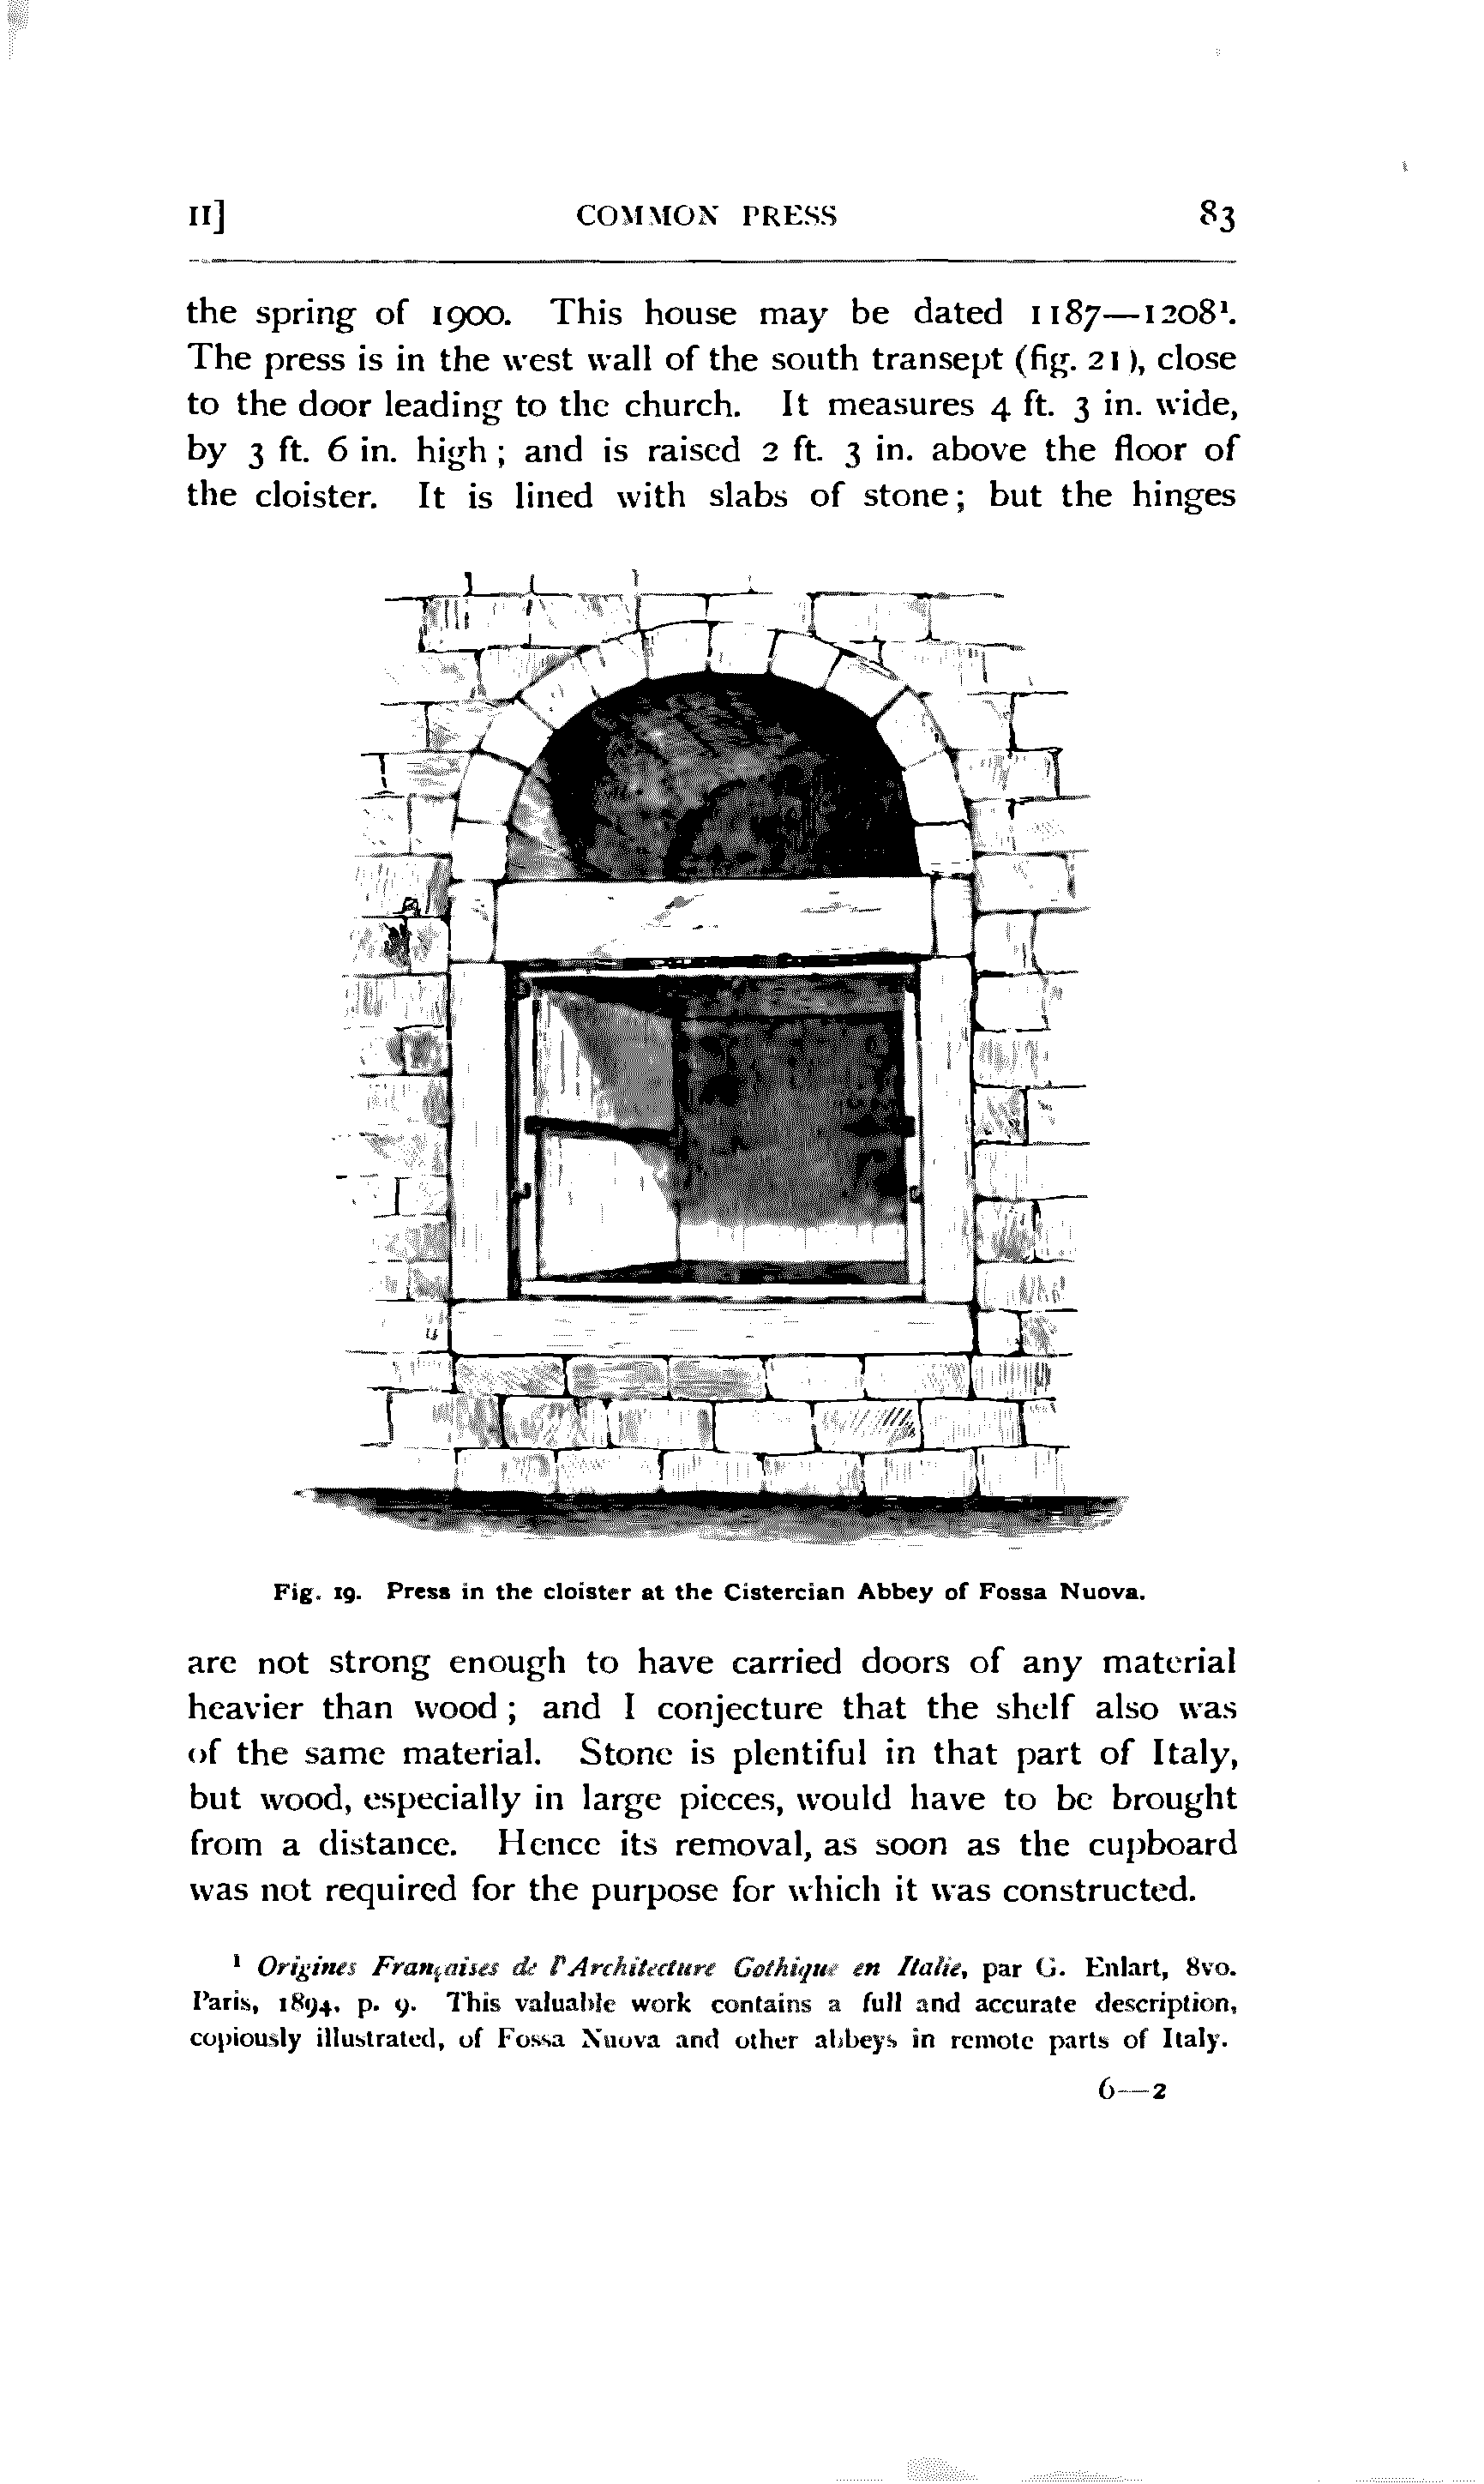 II] COMMON PRESS 83
the spring of 1900. This house may be dated 1187—1208¹.
The press is in the west wall of the south transept (fig. 21), close
to the door leading to the church. It measures 4 ft. 3 in. wide,
by 3 ft. 6 in. high; and is raised 2 ft. 3 in. above the floor of
the cloister. It is lined with slabs of stone; but the hinges
Fig. 19. Press in the cloister at the Cistercian Abbey of Fossa Nuova.
are not strong enough to have carried doors of any material
heavier than wood; and I conjecture that the shelf also was
of the same material. Stone is plentiful in that part of Italy,
but wood, especially in large pieces, would have to be brought
from a distance. Hence its removal, as soon as the cupboard
was not required for the purpose for which it was constructed.
¹ Origines Françaises de l'Architecture Gothique en Italie, par G. Enlart, 8vo.
Paris, 1894, p. 9. This valuable work contains a full and accurate description,
copiously illustrated, of Fossa Nuova and other abbeys in remote parts of Italy.
6—2